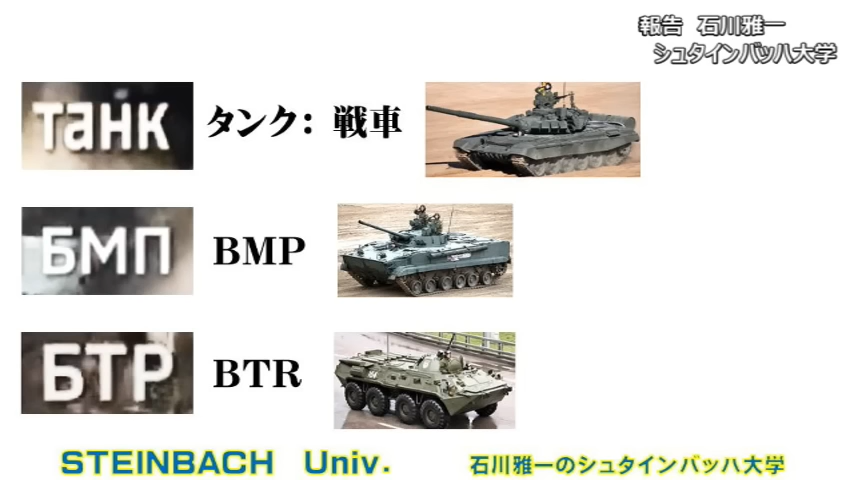 報告 石川雅一
シュタインバッハ大学
танк タンク： 戦車
БМП BMP
БТР BTR
STEINBACH Univ. 石川雅一のシュタインバッハ大学